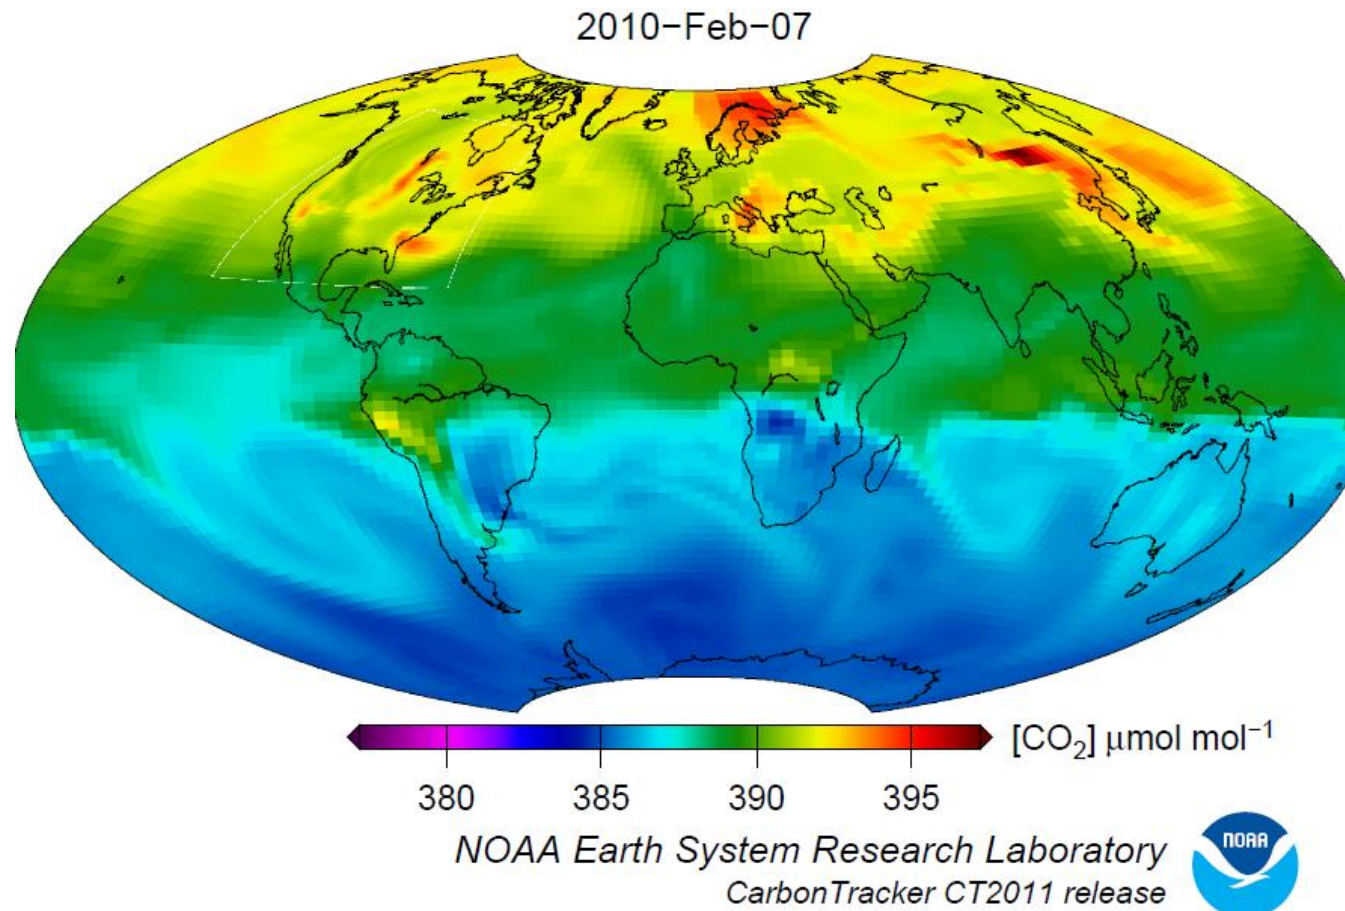 2010−Feb−07
[CO₂] μmol mol⁻¹
380 385 390 395
NOAA Earth System Research Laboratory
CarbonTracker CT2011 release
NOAA